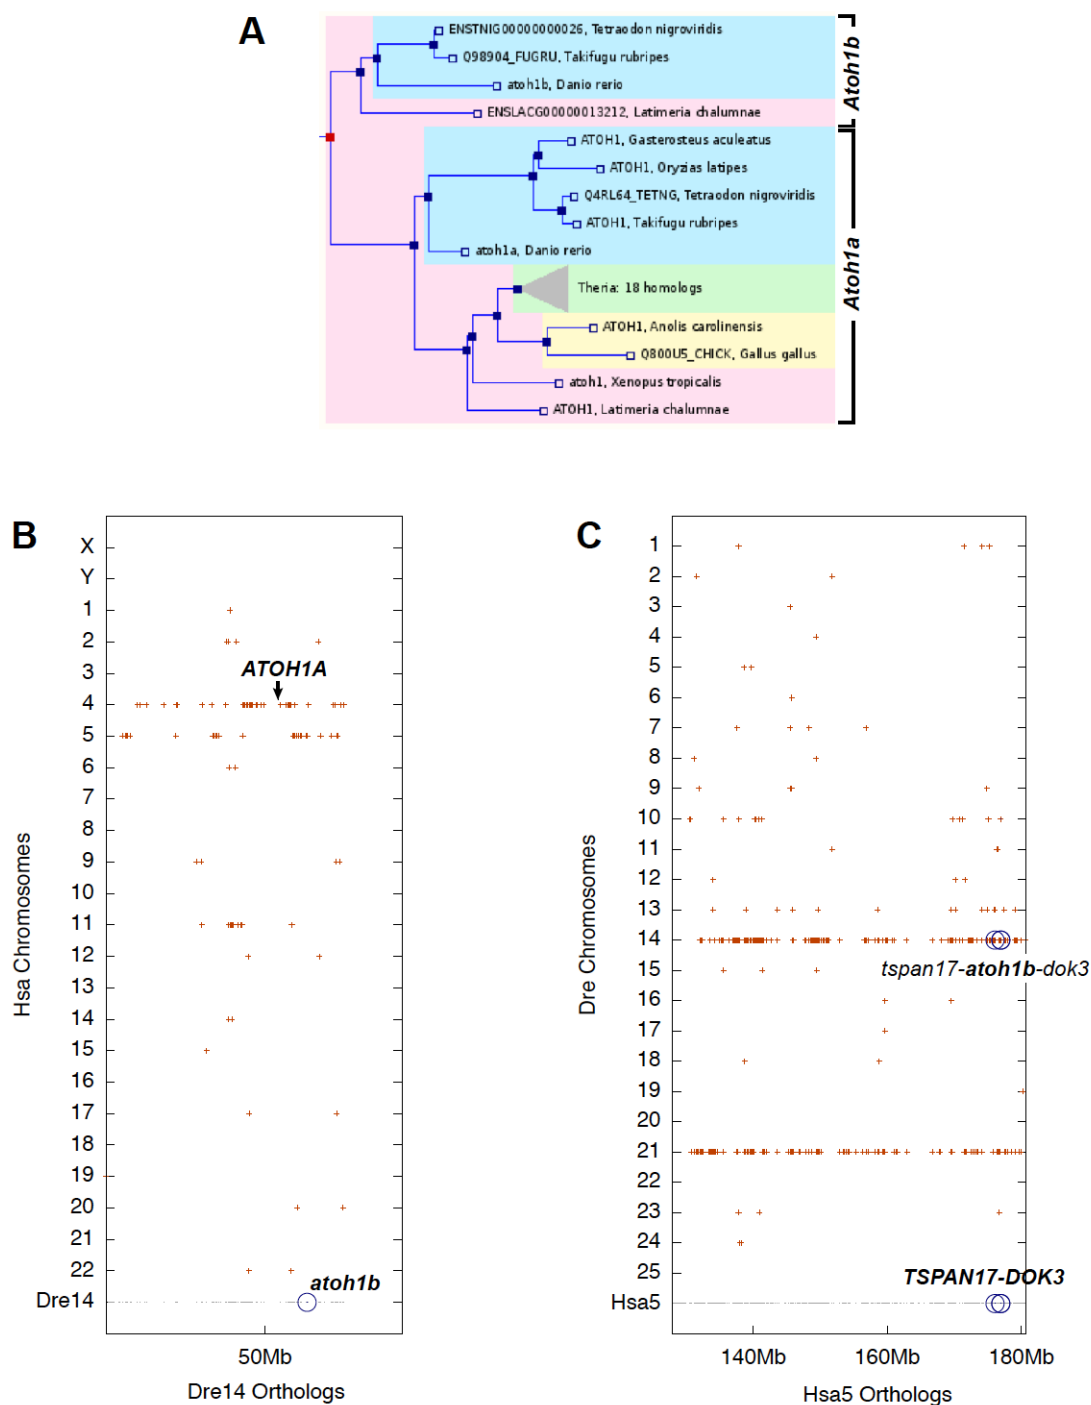 A
ENSTNIG00000000026, Tetraodon nigroviridis
Q98904_FUGRU, Takifugu rubripes
atoh1b, Danio rerio
ENSLACG00000013212, Latimeria chalumnae
Atoh1b
ATOH1, Gasterosteus aculeatus
ATOH1, Oryzias latipes
Q4RL64_TETNG, Tetraodon nigroviridis
ATOH1, Takifugu rubripes
atoh1a, Danio rerio
Theria: 18 homologs
ATOH1, Anolis carolinensis
Q800U5_CHICK, Gallus gallus
atoh1, Xenopus tropicalis
ATOH1, Latimeria chalumnae
Atoh1a
B
X
Y
1
2
3
ATOH1A
4
5
6
7
8
9
10
11
12
13
14
15
16
17
18
19
20
21
22
Dre14
atoh1b
Hsa Chromosomes
50Mb
Dre14 Orthologs
C
1
2
3
4
5
6
7
8
9
10
11
12
13
14
tspan17-atoh1b-dok3
15
16
17
18
19
20
21
22
23
24
25
TSPAN17-DOK3
Hsa5
Dre Chromosomes
140Mb 160Mb 180Mb
Hsa5 Orthologs